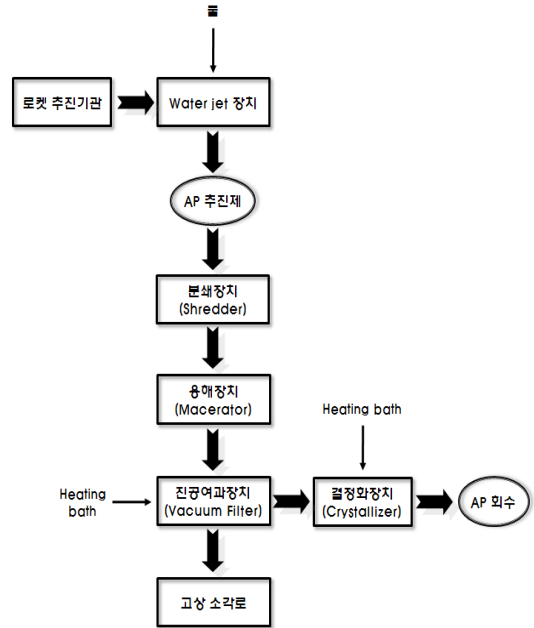 물
로켓 추진기관
Water jet 장치
AP 추진제
분쇄장치
(Shredder)
용해장치
(Macerator)
Heating bath
Heating
bath
진공여과장치
(Vacuum Filter)
결정화장치
(Crystallizer)
AP 회수
고상 소각로